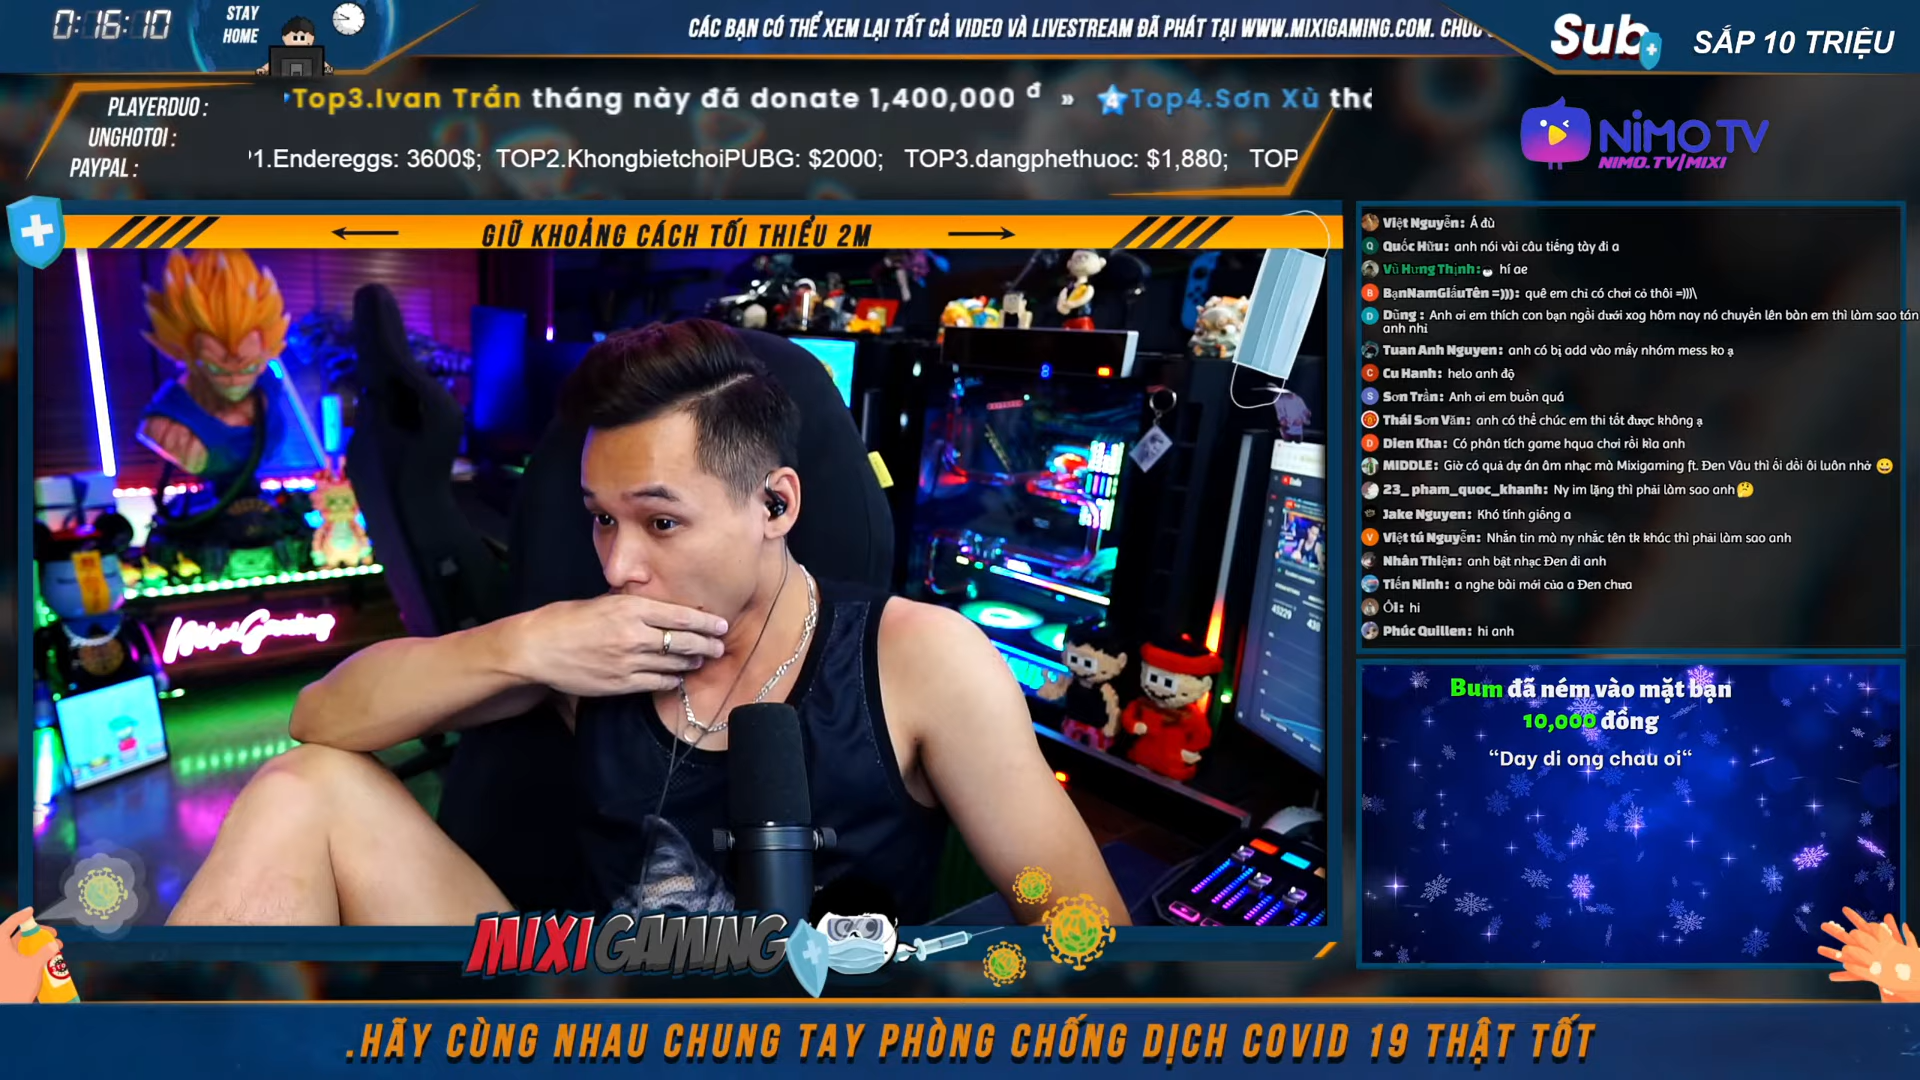 0:16:10
STAY
HOME
CÁC BẠN CÓ THỂ XEM LẠI TẤT CẢ VIDEO VÀ LIVESTREAM ĐÃ PHÁT TẠI WWW.MIXIGAMING.COM. CHÚC
Sub
SẮP 10 TRIỆU
PLAYERDUO :
UNGHOTOI :
PAYPAL :
Top3.Ivan Trần tháng này đã donate 1,400,000 đ » 4 Top4.Sơn Xù
1.Endereggs: 3600$; TOP2.KhongbietchoiPUBG: $2000; TOP3.dangphethuoc: $1,880; TOP
NIMO TV
NIMO.TV/MIXI
GIỮ KHOẢNG CÁCH TỐI THIỂU 2M
Việt Nguyễn: Á đù
Quốc Hữu: anh nói vài câu tiếng tày đi a
Vũ Hưng Thịnh: hí ae
BạnNamGiấuTên =))): quê em chỉ có chơi cỏ thôi =)))\
Dũng : Anh ơi em thích con bạn ngồi dưới xog hôm nay nó chuyển lên bàn em thì làm sao tán
anh nhỉ
Tuan Anh Nguyen: anh có bị add vào mấy nhóm mess ko ạ
Cu Hanh: helo anh độ
Sơn Trần: Anh ơi em buồn quá
Thái Sơn Văn: anh có thể chúc em thi tốt được không ạ
Dien Kha: Có phân tích game hqua chơi rồi kìa anh
MIDDLE: Giờ có quả dự án âm nhạc mà Mixigaming ft. Đen Vâu thì ối dồi ôi luôn nhở 😀
23_ pham_quoc_khanh: Ny im lặng thì phải làm sao anh🤔
Jake Nguyen: Khó tính giống a
Việt tú Nguyễn: Nhắn tin mà ny nhắc tên tk khác thì phải làm sao anh
Nhân Thiện: anh bật nhạc Đen đi anh
Tiến Ninh: a nghe bài mới của a Đen chưa
Ổi: hi
Phúc Quillen: hi anh
MixiGaming
Bum đã ném vào mặt bạn
10,000 đồng
“Day di ong chau oi“
MIXI GAMING
.HÃY CÙNG NHAU CHUNG TAY PHÒNG CHỐNG DỊCH COVID 19 THẬT TỐT